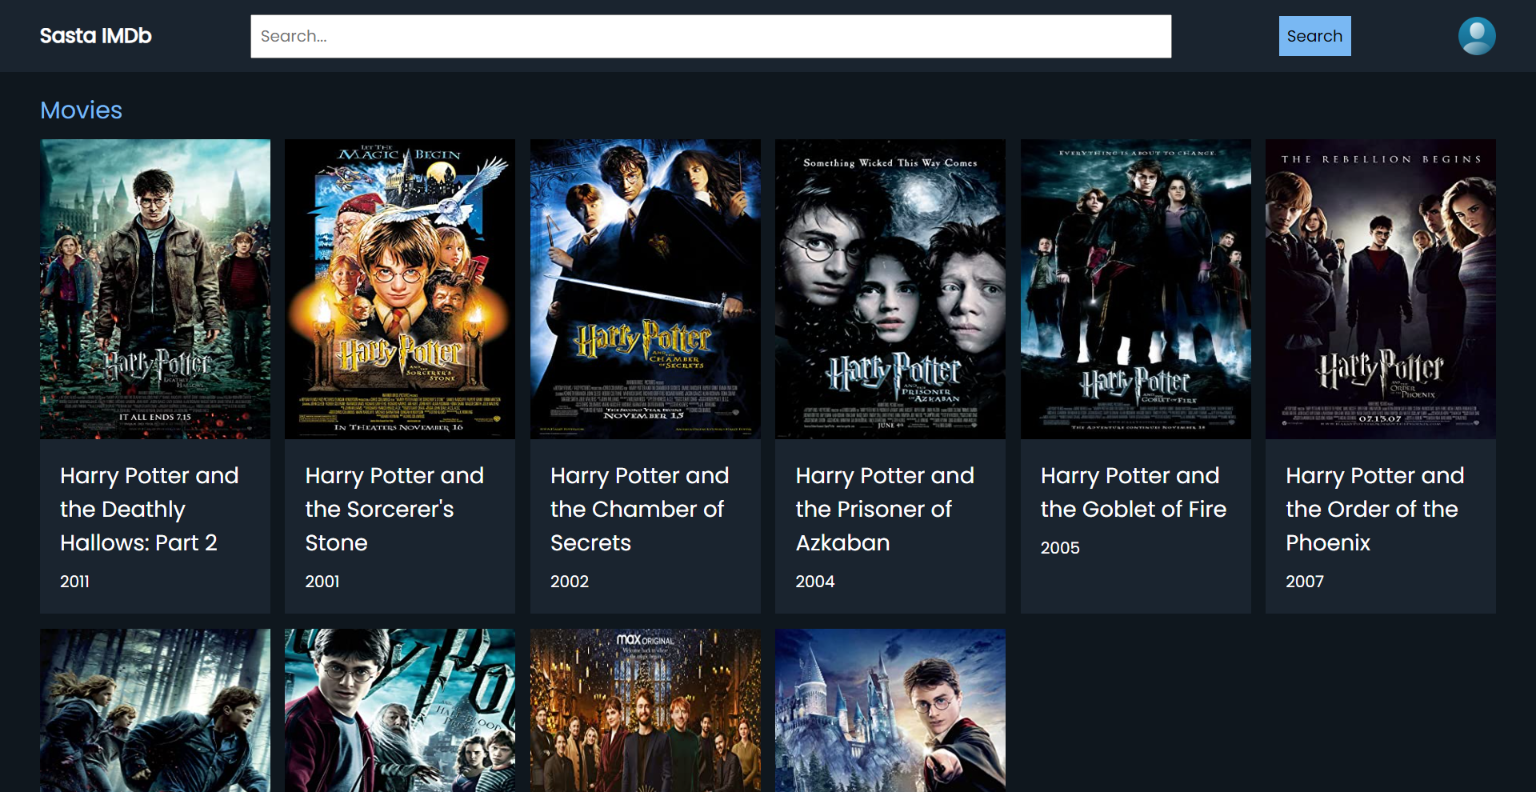 Sasta IMDb
Search...
Search
Movies
IT ALL ENDS 7.15
LET THE
MAGIC BEGIN
Harry Potter
AND THE
SORCERER'S
STONE
IN THEATERS NOVEMBER 16
Harry Potter
AND THE
CHAMBER
OF SECRETS
NOVEMBER 15
Something Wicked This Way Comes
Harry Potter
AND THE
PRISONER
OF AZKABAN
JUNE 4
EVERYTHING IS ABOUT TO CHANGE.
Harry Potter
AND THE
GOBLET OF FIRE
THE REBELLION BEGINS
Harry Potter
AND THE
ORDER
OF THE
PHOENIX
07.13.07
Harry Potter
Harry Potter and
the Deathly
Hallows: Part 2
2011
Harry Potter and
the Sorcerer's
Stone
2001
Harry Potter and
the Chamber of
Secrets
2002
Harry Potter and
the Prisoner of
Azkaban
2004
Harry Potter and
the Goblet of Fire
2005
Harry Potter and
the Order of the
Phoenix
2007
max ORIGINAL